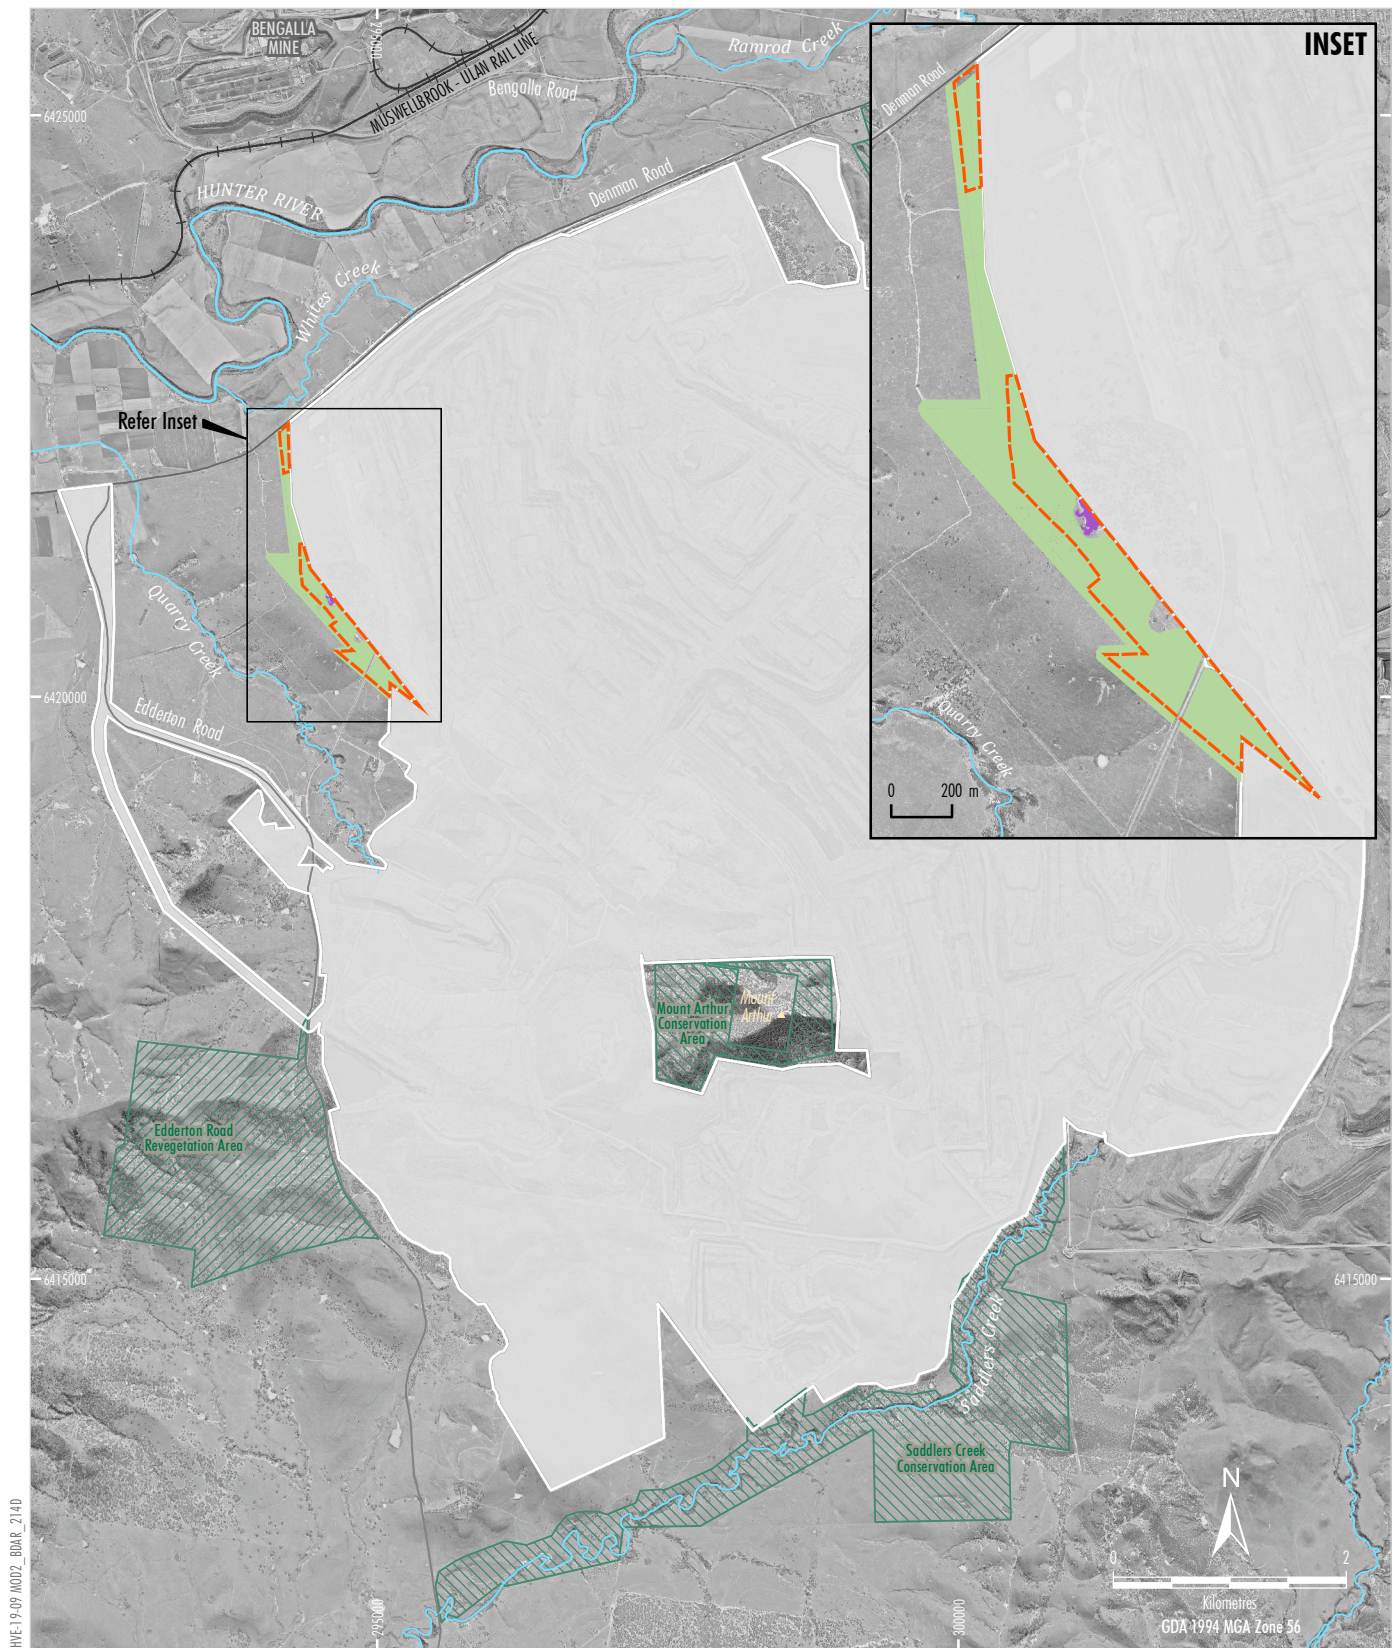 BENGALLA
MINE
295000
MUSWELLBROOK - ULAN RAIL LINE
Ramrod Creek
Bengalla Road
INSET
Denman Road
6425000
HUNTER RIVER
Denman Road
Whites Creek
Refer Inset
Quarry Creek
6420000
Edderton Road
Quarry Creek
0 200 m
Mount Arthur
Conservation
Area
Mount
Arthur
Edderton Road
Revegetation Area
6415000
6415000
Saddlers Creek
Saddlers Creek
Conservation Area
N
0 2
Kilometres
GDA 1994 MGA Zone 56
295000
300000
HVE-19-09 MOD2_BDAR_214D